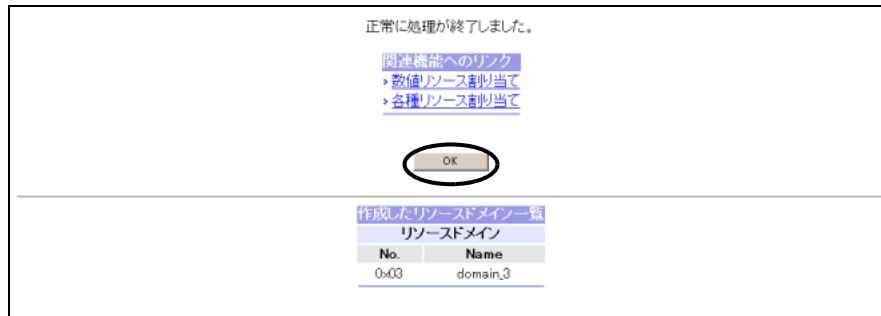 正常に処理が終了しました。
関連機能へのリンク
› 数値リソース割り当て
› 各種リソース割り当て
OK
作成したリソースドメイン一覧
リソースドメイン
No. Name
0x03 domain_3